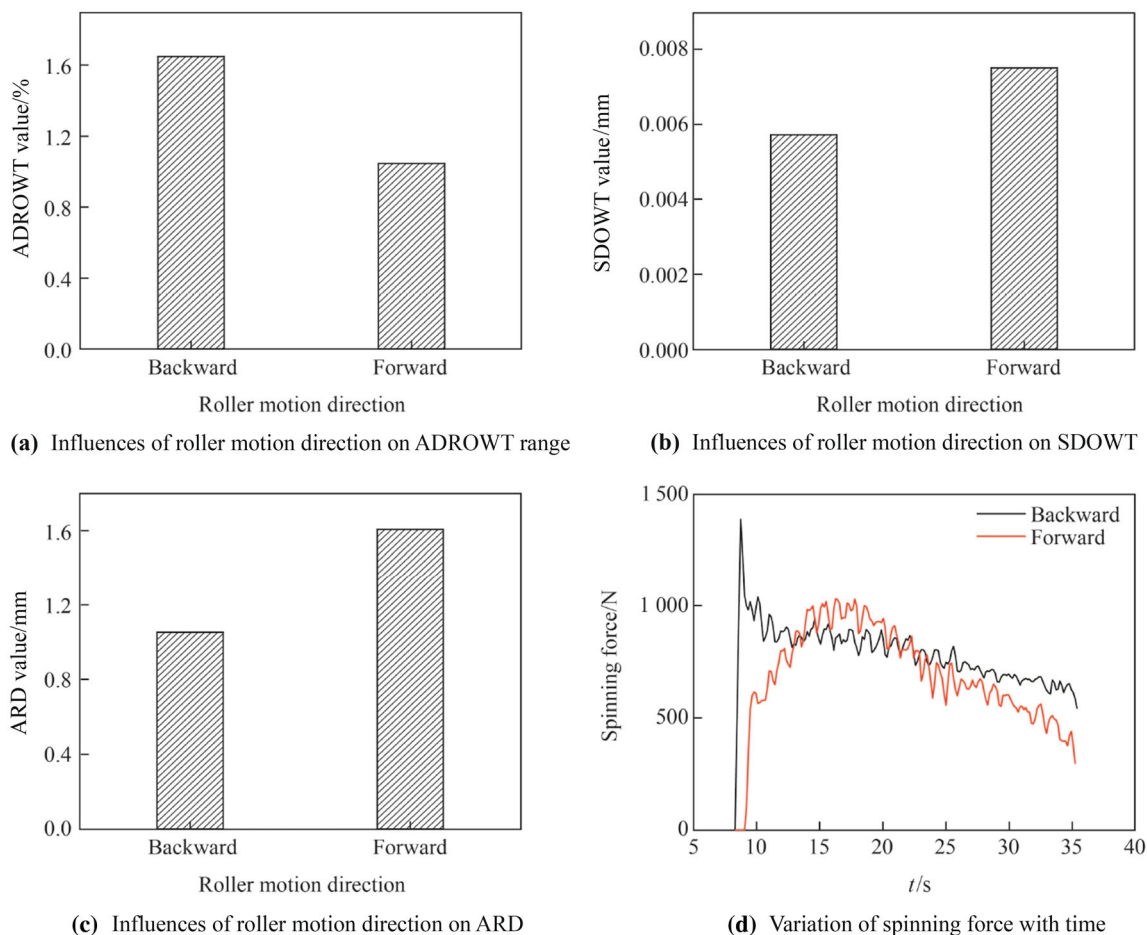 1.6
1.2
0.8
0.4
0.0
ADROWT value/%
Backward Forward
Roller motion direction
(a) Influences of roller motion direction on ADROWT range
0.008
0.006
0.004
0.002
0.000
SDOWT value/mm
Backward Forward
Roller motion direction
(b) Influences of roller motion direction on SDOWT
1.6
1.2
0.8
0.4
0.0
ARD value/mm
Backward Forward
Roller motion direction
(c) Influences of roller motion direction on ARD
1 500
1 000
500
0
Spinning force/N
Backward
Forward
5 10 15 20 25 30 35 40
t/s
(d) Variation of spinning force with time